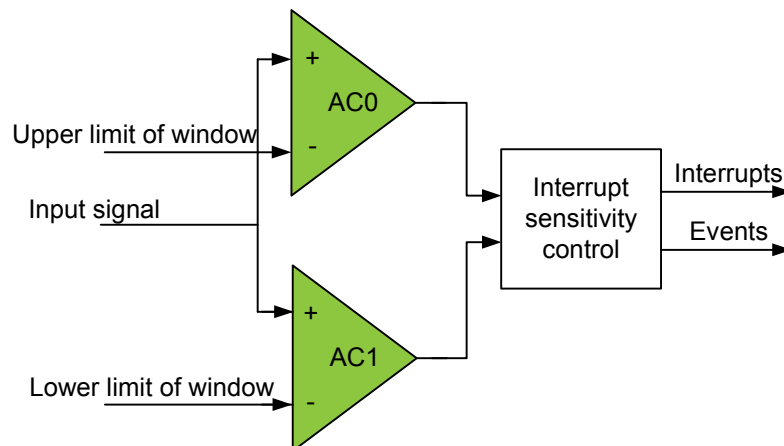 +
AC0
-
Upper limit of window
Input signal
Interrupt
sensitivity
control
Interrupts
Events
+
AC1
-
Lower limit of window